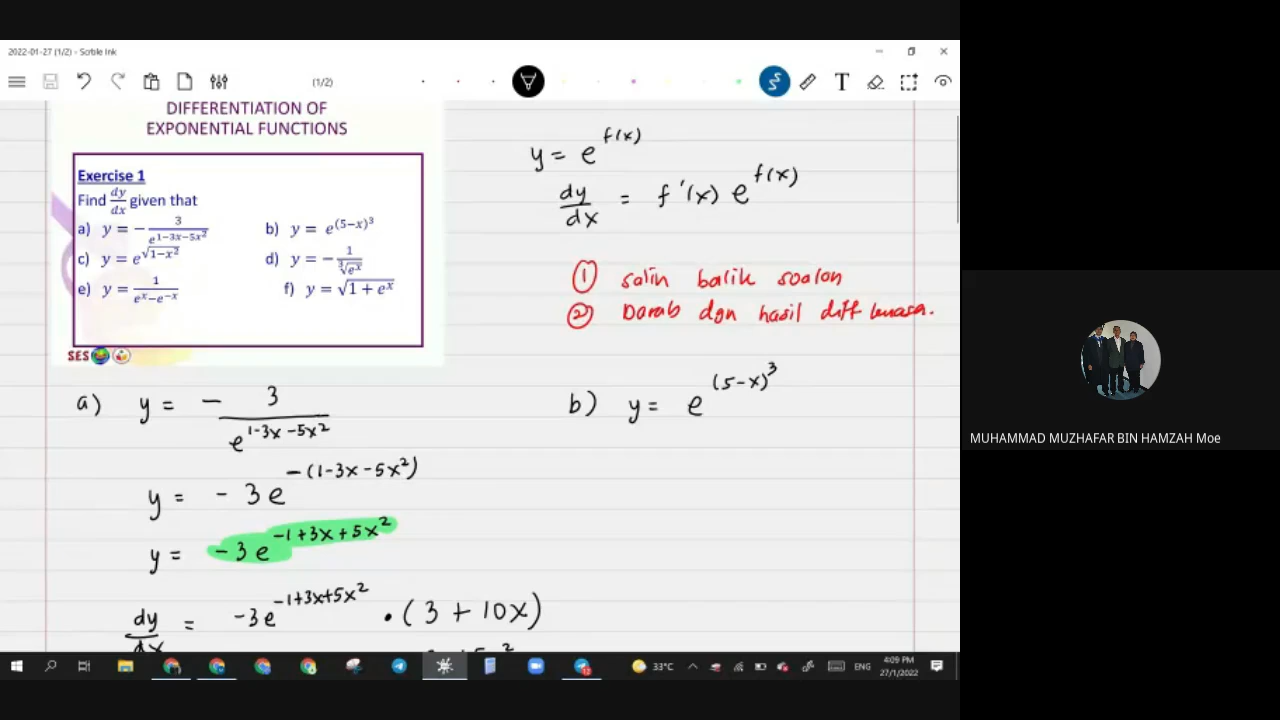 2022-01-27 (1/2) - Scrble Ink
(1/2)
DIFFERENTIATION OF
EXPONENTIAL FUNCTIONS
Exercise 1
Find dy/dx given that
a) y = - 3/e^(1-3x-5x²)
b) y = e^(5-x)³
c) y = e^√(1-x²)
d) y = - 1/∛(e^x)
e) y = 1/(e^x-e^-x)
f) y = √(1 + e^x)
SES
y = e^f(x)
dy/dx = f'(x) e^f(x)
① salin balik soalan
② Darab dgn hasil diff kuasa.
a) y = - 3/e^(1-3x-5x²)
y = - 3e^-(1-3x-5x²)
y = -3e^(-1+3x+5x²)
dy/dx = -3e^(-1+3x+5x²) • (3 + 10x)
b) y = e^(5-x)³
MUHAMMAD MUZHAFAR BIN HAMZAH Moe
33°C
ENG
4:09 PM
27/1/2022